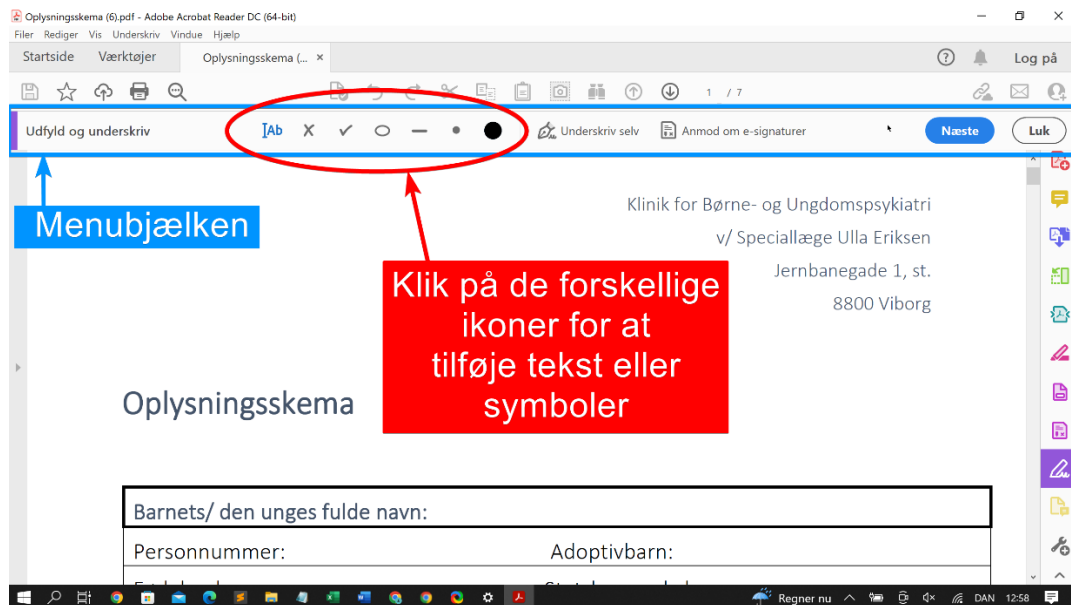 Oplysningsskema (6).pdf - Adobe Acrobat Reader DC (64-bit)
Filer Rediger Vis Underskriv Vindue Hjælp
Startside Værktøjer Oplysningsskema (... × Log på
1 / 7
Udfyld og underskriv Ab Underskriv selv Anmod om e-signaturer Næste Luk
Menubjælken
Klinik for Børne- og Ungdomspsykiatri
v/ Speciallæge Ulla Eriksen
Jernbanegade 1, st.
8800 Viborg
Klik på de forskellige
ikoner for at
tilføje tekst eller
symboler
Oplysningsskema
Barnets/ den unges fulde navn:
Personnummer: Adoptivbarn:
Regner nu DAN 12:58